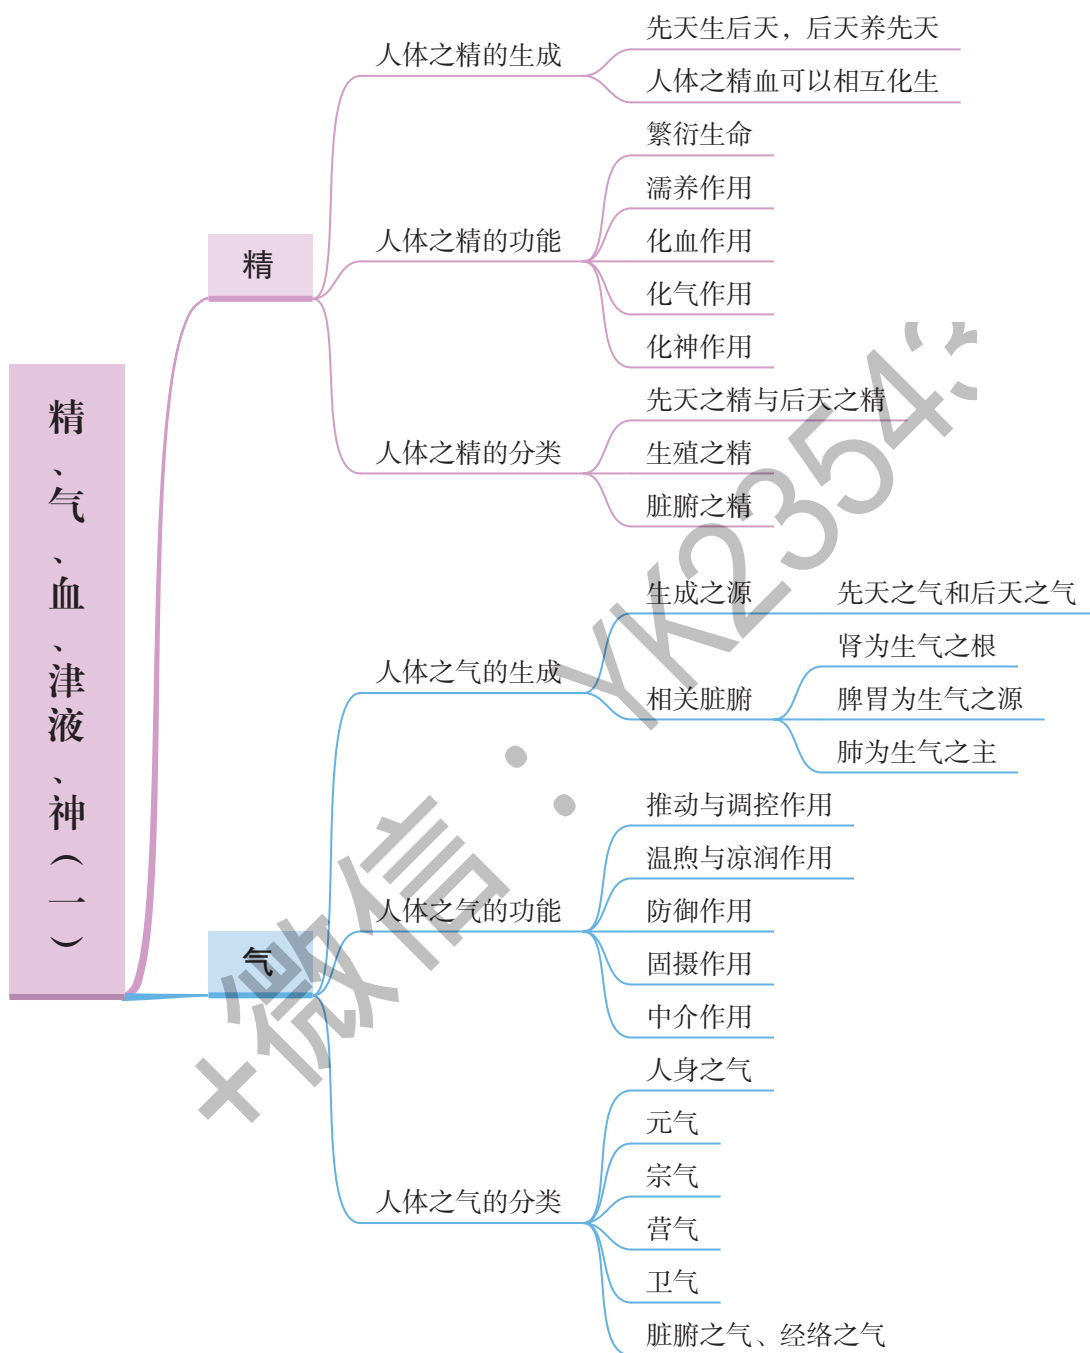 精、气、血、津液、神（一）
精
人体之精的生成
先天生后天，后天养先天
人体之精血可以相互化生
人体之精的功能
繁衍生命
濡养作用
化血作用
化气作用
化神作用
人体之精的分类
先天之精与后天之精
生殖之精
脏腑之精
气
人体之气的生成
生成之源
先天之气和后天之气
相关脏腑
肾为生气之根
脾胃为生气之源
肺为生气之主
人体之气的功能
推动与调控作用
温煦与凉润作用
防御作用
固摄作用
中介作用
人体之气的分类
人身之气
元气
宗气
营气
卫气
脏腑之气、经络之气
+微信：YK23543